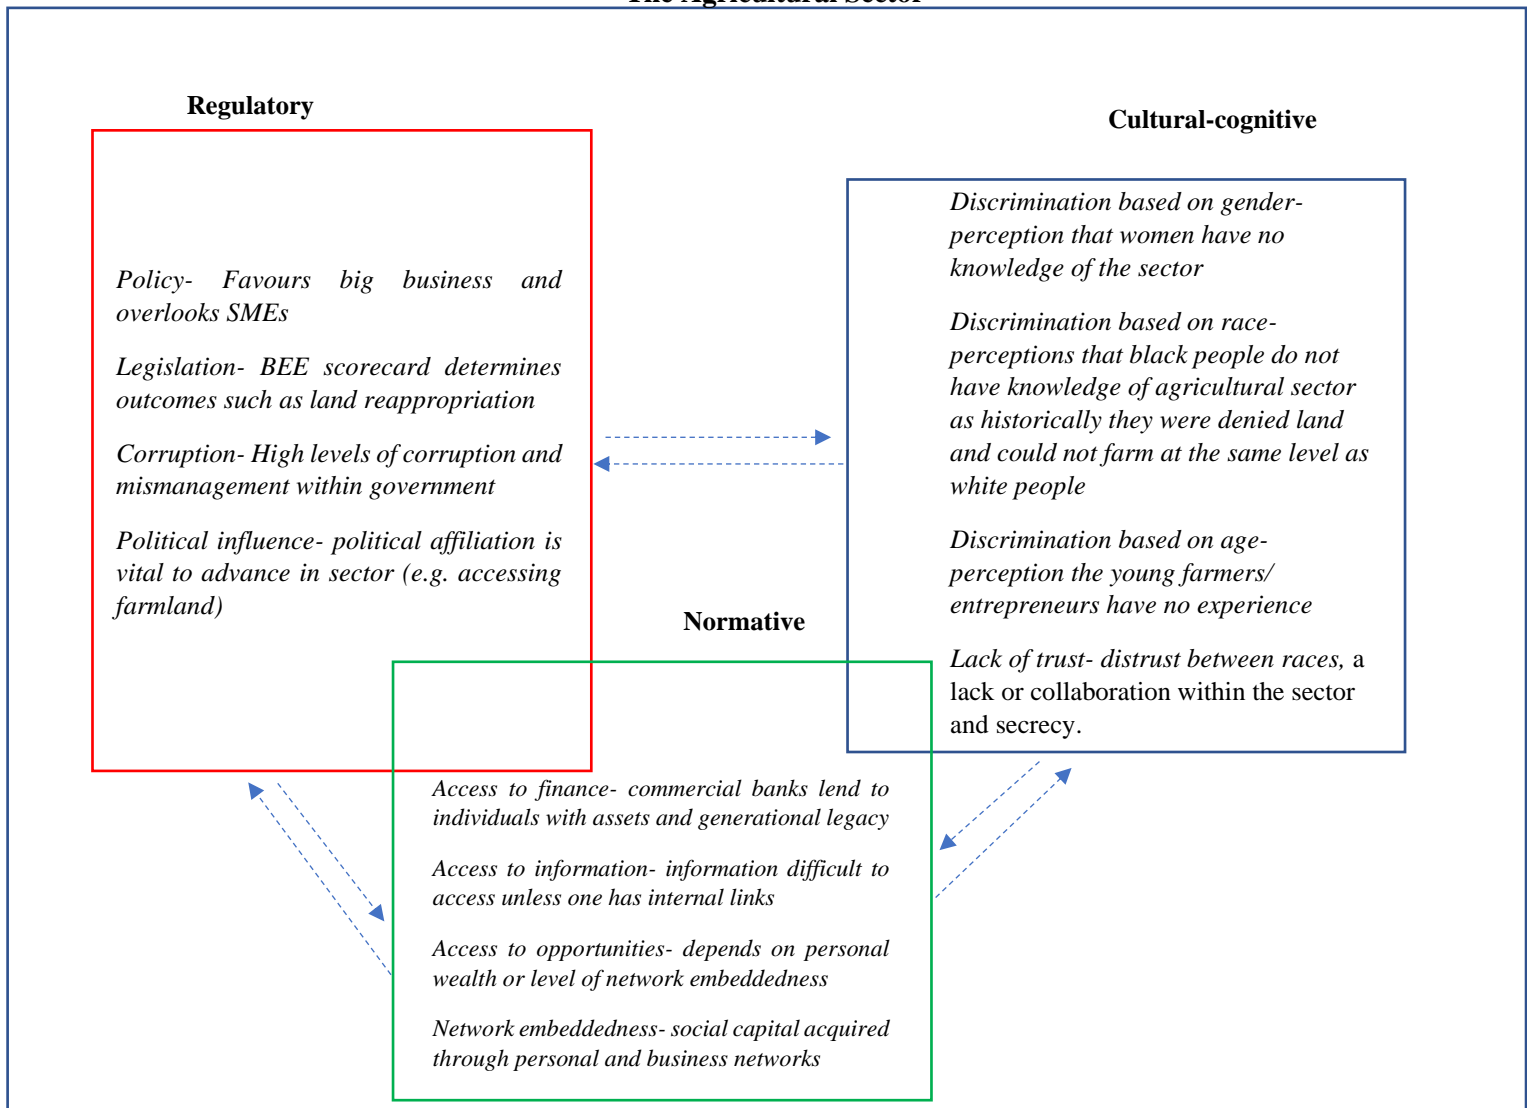 The Agricultural Sector
Regulatory
Policy- Favours big business and
overlooks SMEs
Legislation- BEE scorecard determines
outcomes such as land reappropriation
Corruption- High levels of corruption and
mismanagement within government
Political influence- political affiliation is
vital to advance in sector (e.g. accessing
farmland)
Cultural-cognitive
Discrimination based on gender-
perception that women have no
knowledge of the sector
Discrimination based on race-
perceptions that black people do not
have knowledge of agricultural sector
as historically they were denied land
and could not farm at the same level as
white people
Discrimination based on age-
perception the young farmers/
entrepreneurs have no experience
Lack of trust- distrust between races, a
lack or collaboration within the sector
and secrecy.
Normative
Access to finance- commercial banks lend to
individuals with assets and generational legacy
Access to information- information difficult to
access unless one has internal links
Access to opportunities- depends on personal
wealth or level of network embeddedness
Network embeddedness- social capital acquired
through personal and business networks